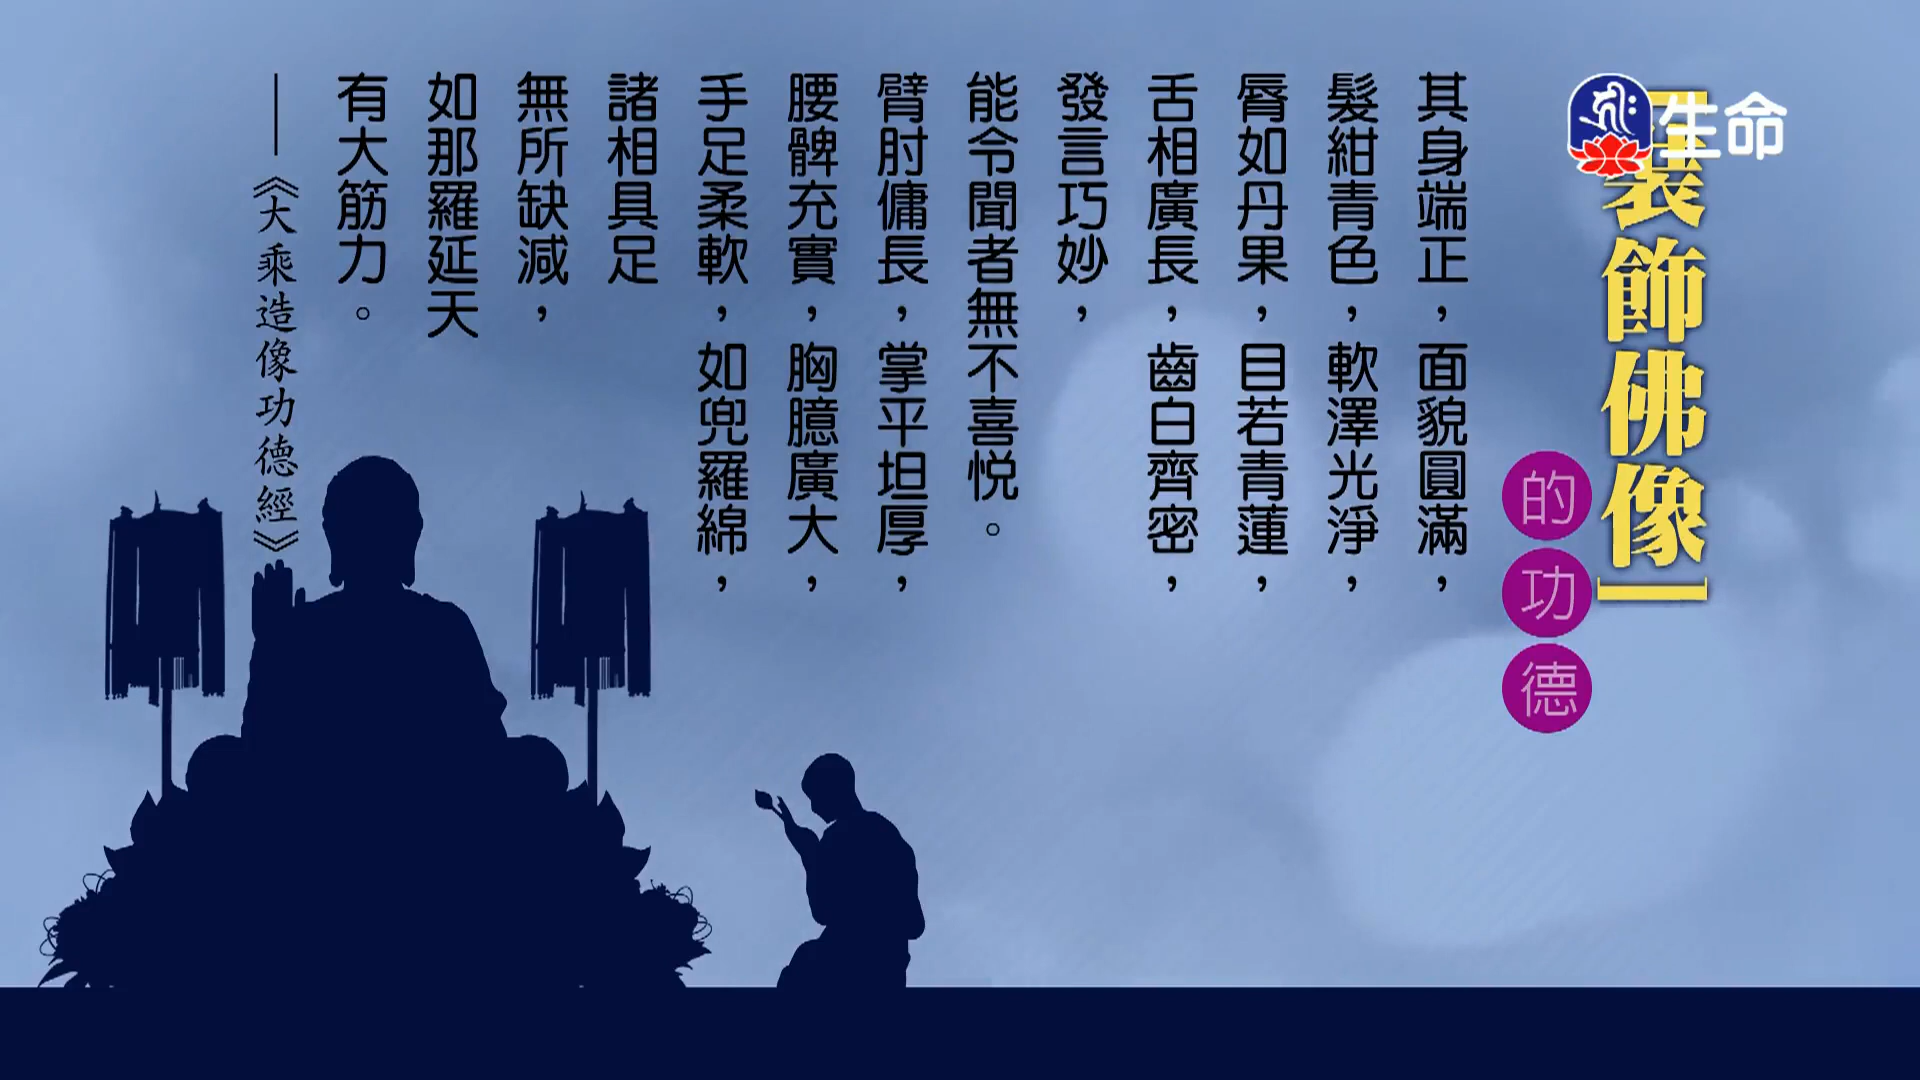 生命
「裝飾佛像」
的功德
其身端正，面貌圓滿，
髮紺青色，軟澤光淨，
脣如丹果，目若青蓮，
舌相廣長，齒白齊密，
發言巧妙，
能令聞者無不喜悅。
臂肘傭長，掌平坦厚，
腰髀充實，胸臆廣大，
手足柔軟，如兜羅綿，
諸相具足
無所缺減，
如那羅延天
有大筋力。
——《大乘造像功德經》